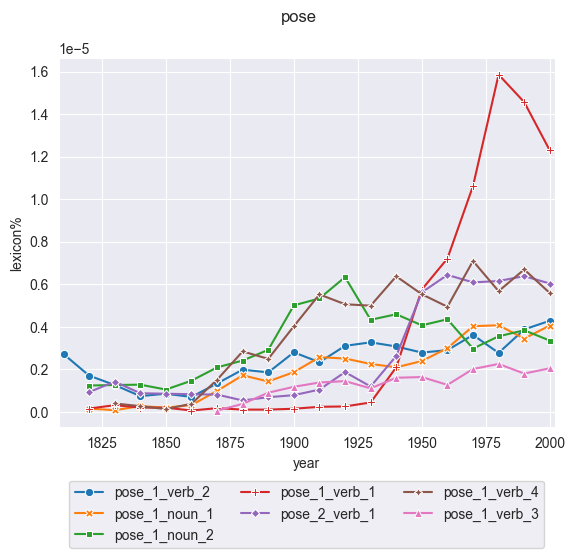 pose
1e−5
1.6
1.4
1.2
1.0
0.8
0.6
0.4
0.2
0.0
lexicon%
1825 1850 1875 1900 1925 1950 1975 2000
year
pose_1_verb_2 pose_1_verb_1 pose_1_verb_4
pose_1_noun_1 pose_2_verb_1 pose_1_verb_3
pose_1_noun_2